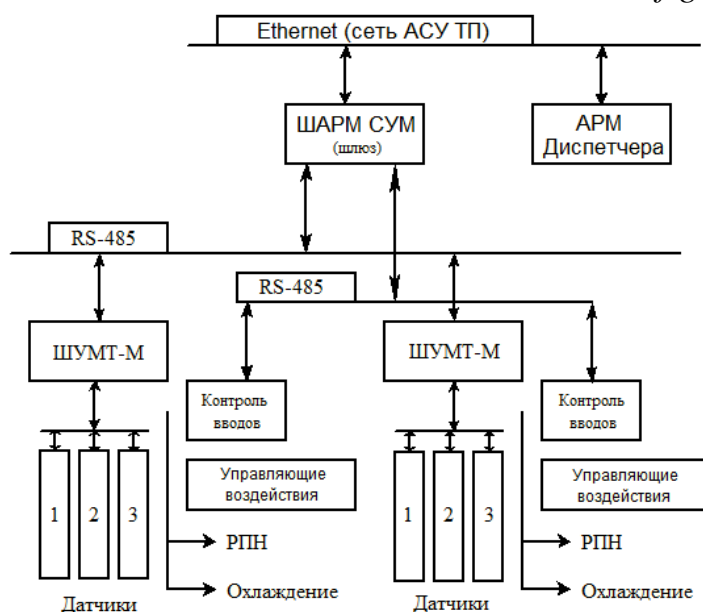 Ethernet (сеть АСУ ТП)
ШАРМ СУМ
(шлюз)
АРМ
Диспетчера
RS-485
RS-485
ШУМТ-М
ШУМТ-М
Контроль
вводов
Контроль
вводов
Управляющие
воздействия
Управляющие
воздействия
1 2 3
1 2 3
РПН
РПН
Охлаждение
Охлаждение
Датчики
Датчики